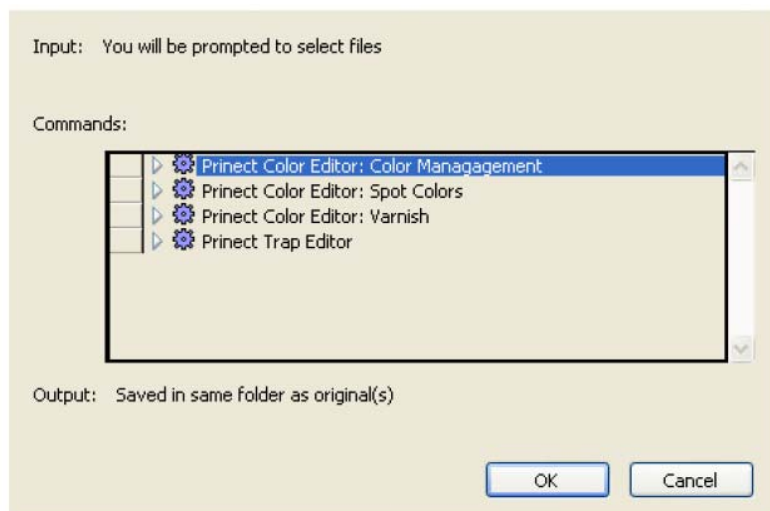 Input: You will be prompted to select files
Commands:
Prinect Color Editor: Color Managagement
Prinect Color Editor: Spot Colors
Prinect Color Editor: Varnish
Prinect Trap Editor
Output: Saved in same folder as original(s)
OK Cancel